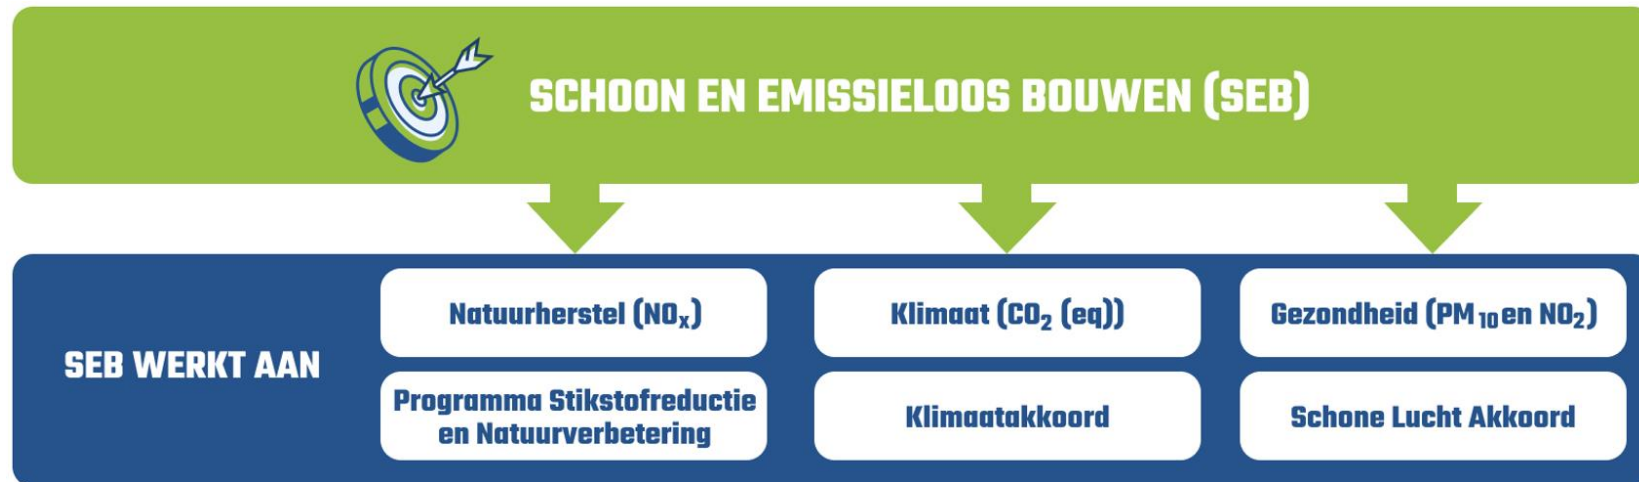 SCHOON EN EMISSIELOOS BOUWEN (SEB)
SEB WERKT AAN
Natuurherstel (NOₓ)
Klimaat (CO₂ (eq))
Gezondheid (PM₁₀ en NO₂)
Programma Stikstofreductie
en Natuurverbetering
Klimaatakkoord
Schone Lucht Akkoord